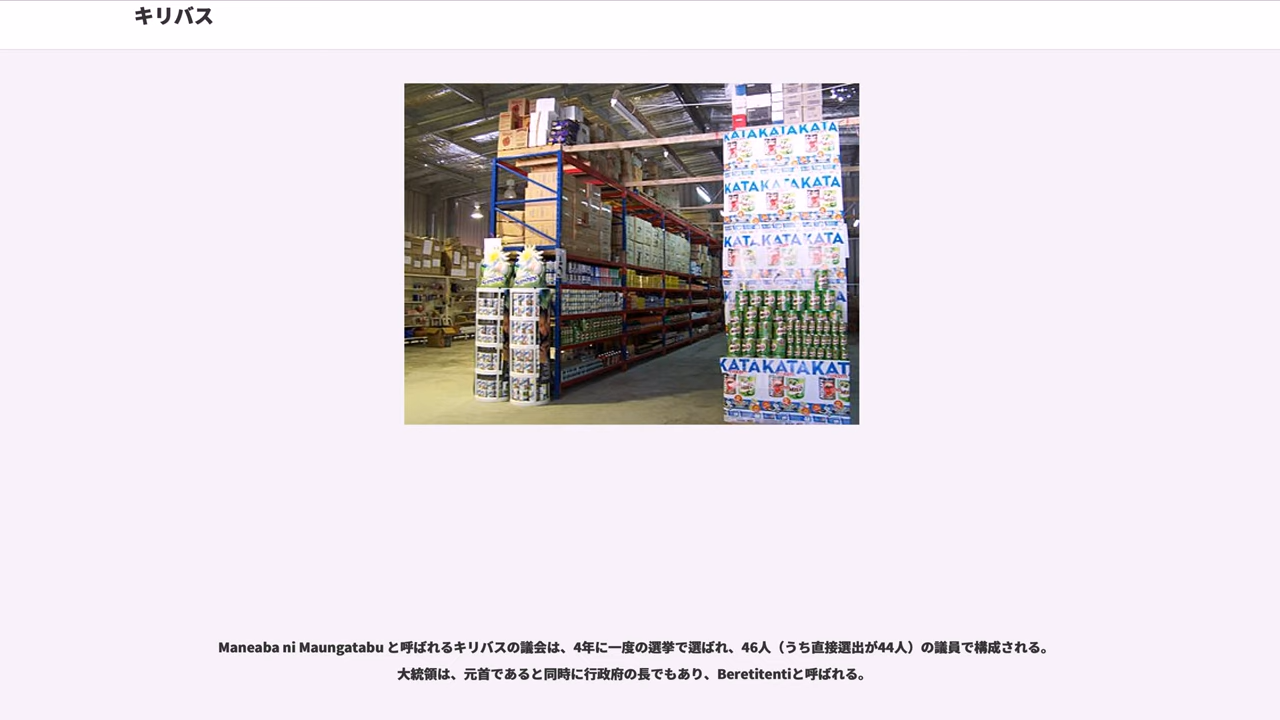 キリバス
KATAKATAKATA
KATA KATA KATA
KATA KATA KATA
KATA KATA KAT
Maneaba ni Maungatabu と呼ばれるキリバスの議会は、4年に一度の選挙で選ばれ、46人（うち直接選出が44人）の議員で構成される。
大統領は、元首であると同時に行政府の長でもあり、Beretitentiと呼ばれる。